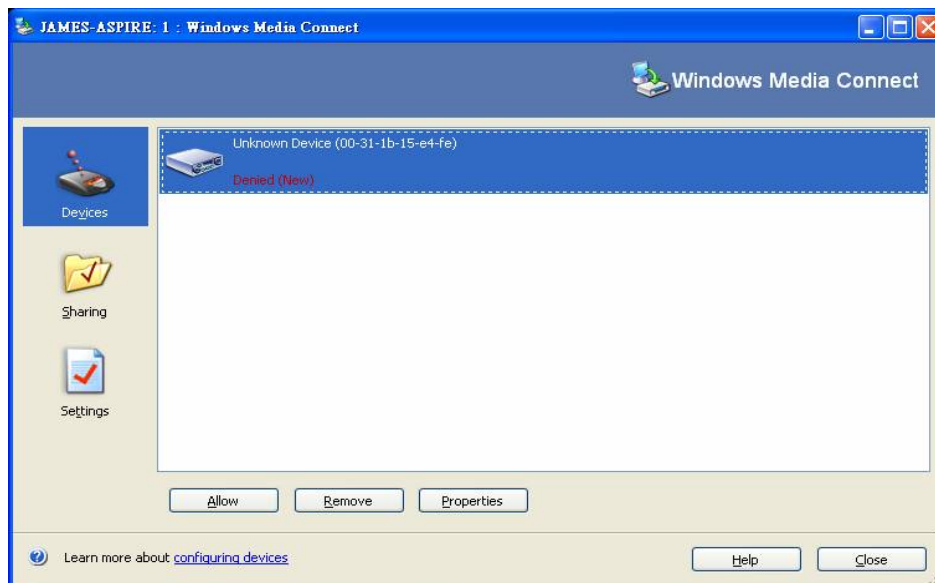 JAMES-ASPIRE: 1 : Windows Media Connect
Windows Media Connect
Devices
Unknown Device (00-31-1b-15-e4-fe)
Denied (New)
Sharing
Settings
Allow Remove Properties
Learn more about configuring devices
Help Close